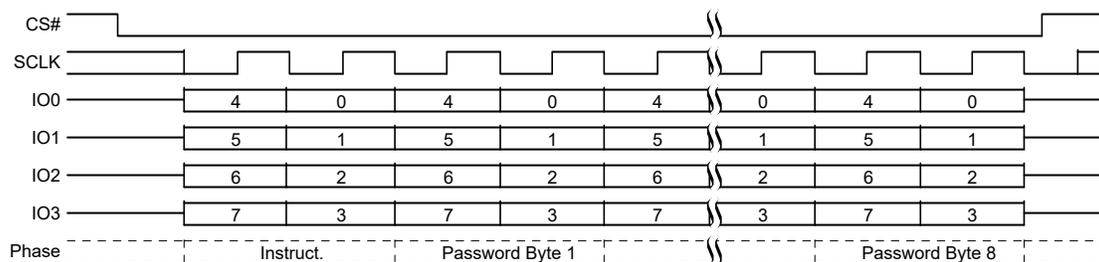 CS#
SCLK
IO0 4 0 4 0 4 0 4 0
IO1 5 1 5 1 5 1 5 1
IO2 6 2 6 2 6 2 6 2
IO3 7 3 7 3 7 3 7 3
Phase Instruct. Password Byte 1 Password Byte 8